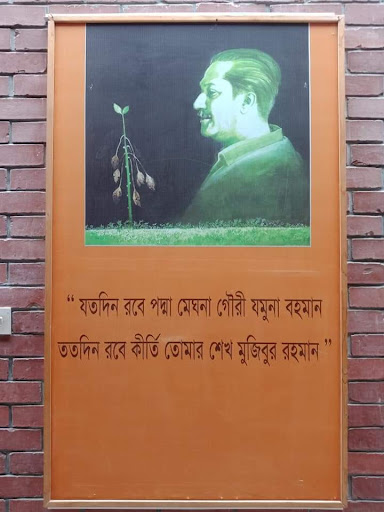 “ যতদিন রবে পদ্মা মেঘনা গৌরী যমুনা বহমান
ততদিন রবে কীর্তি তোমার শেখ মুজিবুর রহমান ”